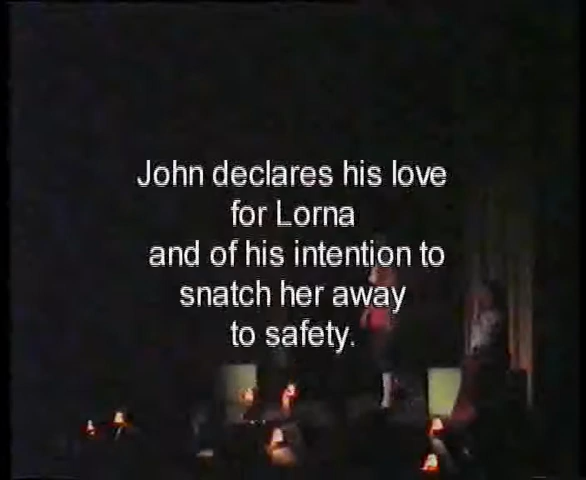 John declares his love
for Lorna
and of his intention to
snatch her away
to safety.